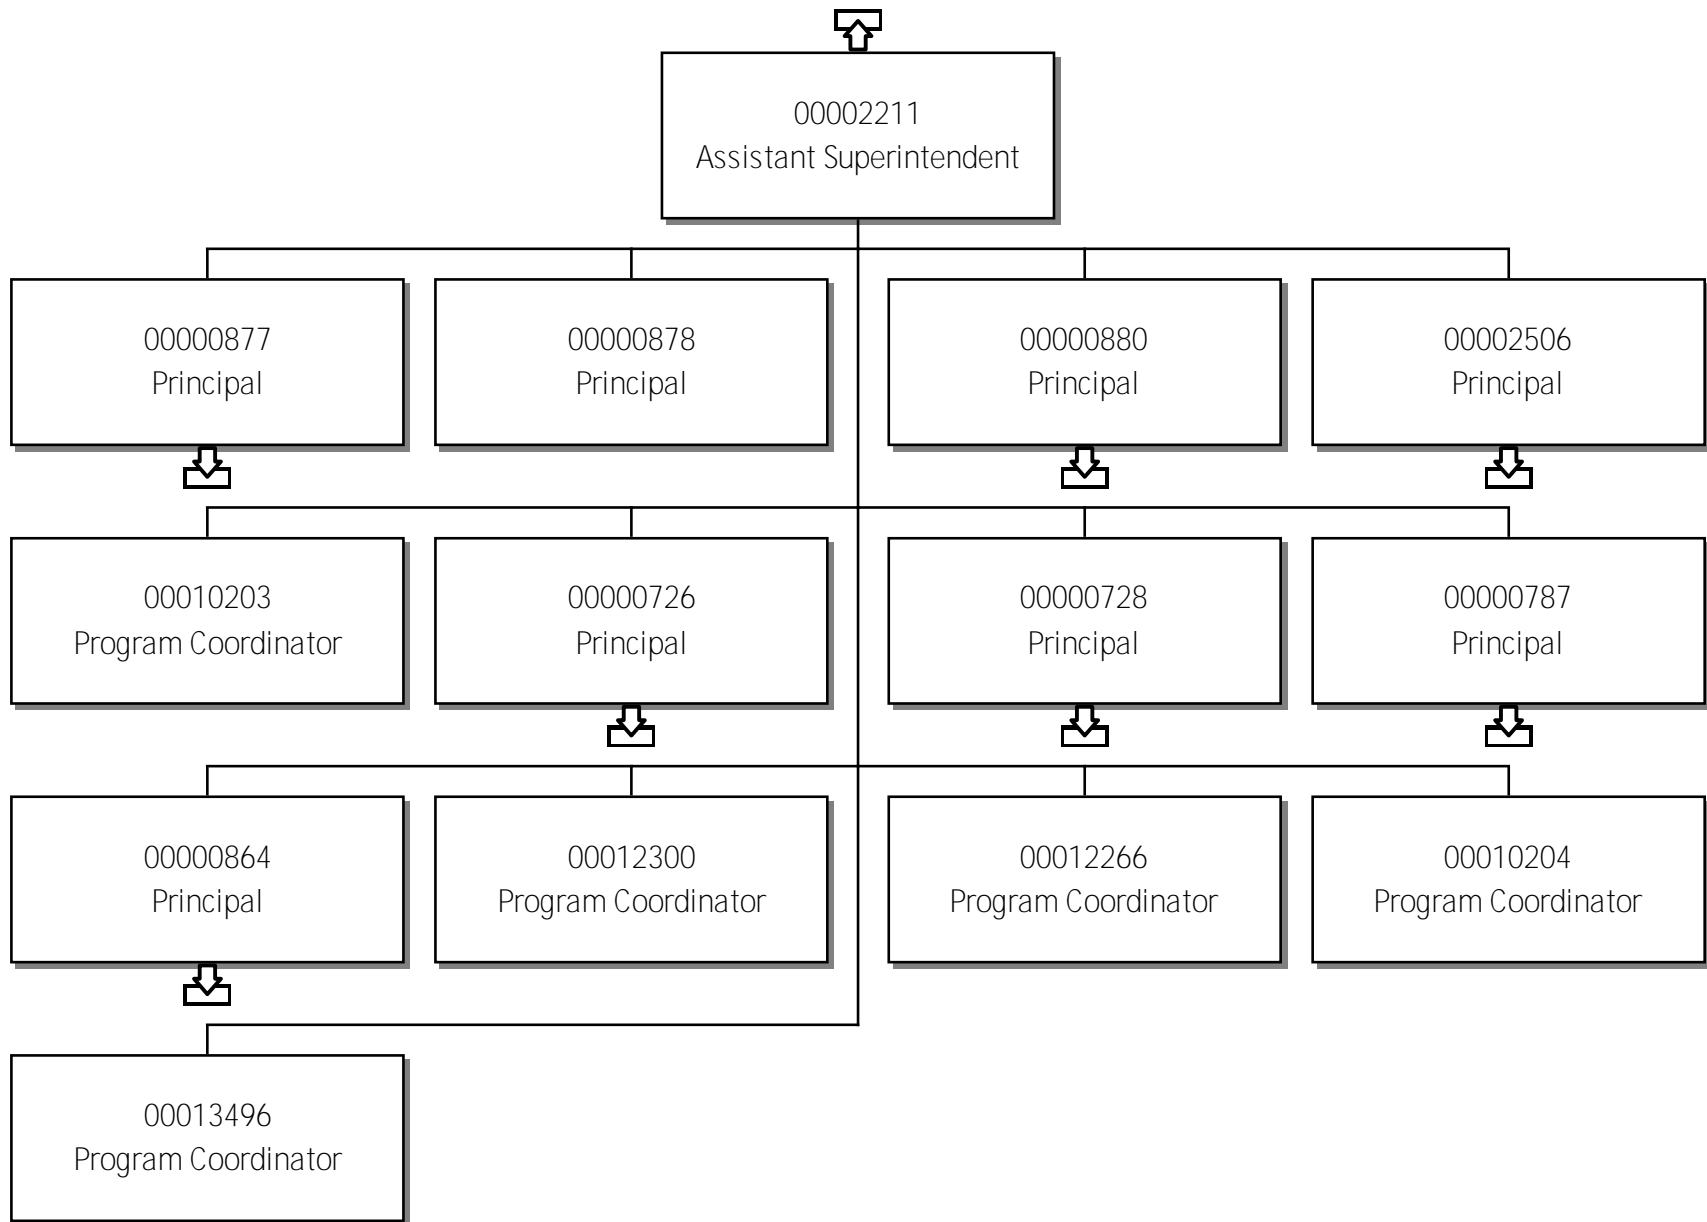 00002211
Assistant Superintendent
00000877
Principal
00000878
Principal
00000880
Principal
00002506
Principal
00010203
Program Coordinator
00000726
Principal
00000728
Principal
00000787
Principal
00000864
Principal
00012300
Program Coordinator
00012266
Program Coordinator
00010204
Program Coordinator
00013496
Program Coordinator